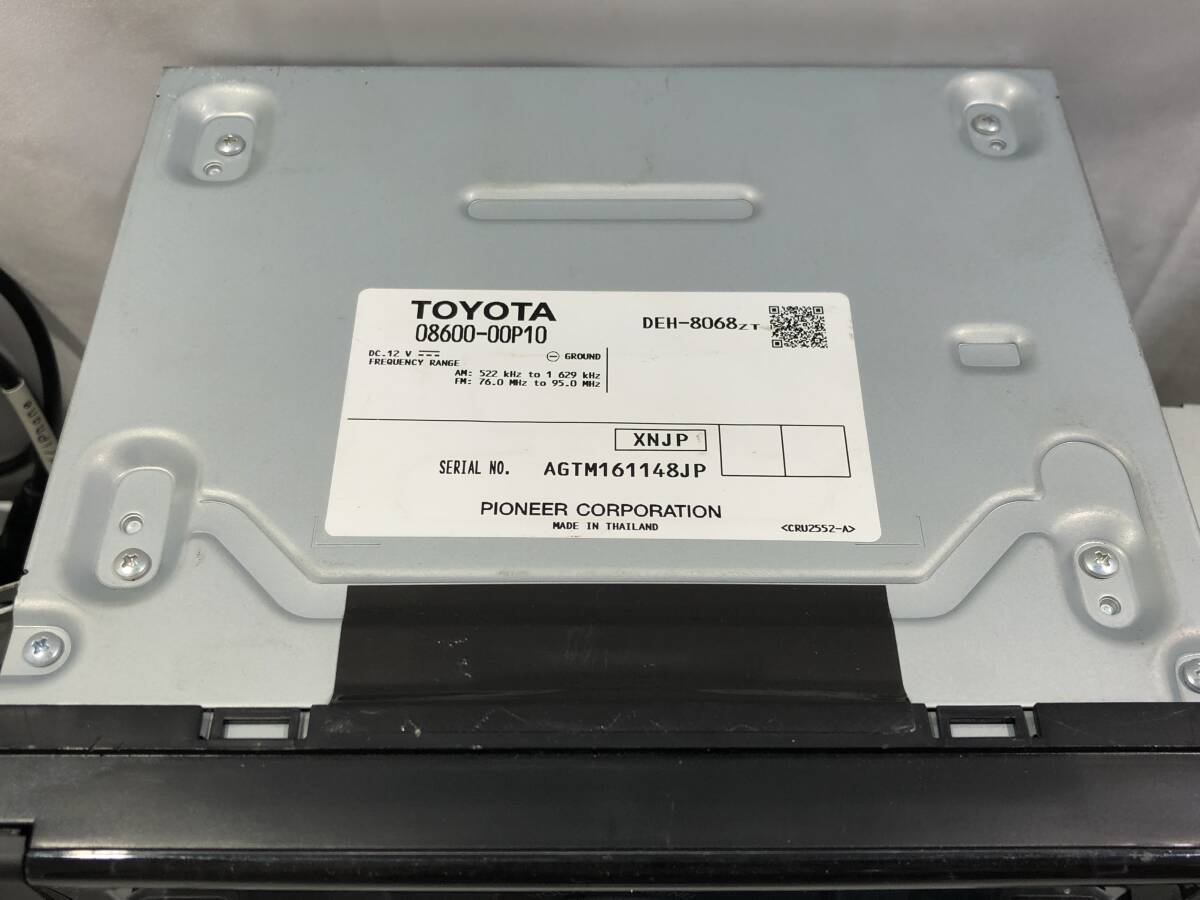 TOYOTA
08600-00P10
DEH-8068ZT
DC.12 V
GROUND
FREQUENCY RANGE
AM: 522 kHz to 1 629 kHz
FM: 76.0 MHz to 95.0 MHz
XNJP
SERIAL NO. AGTM161148JP
PIONEER CORPORATION
MADE IN THAILAND
<CRU2552-A>
/iPhone